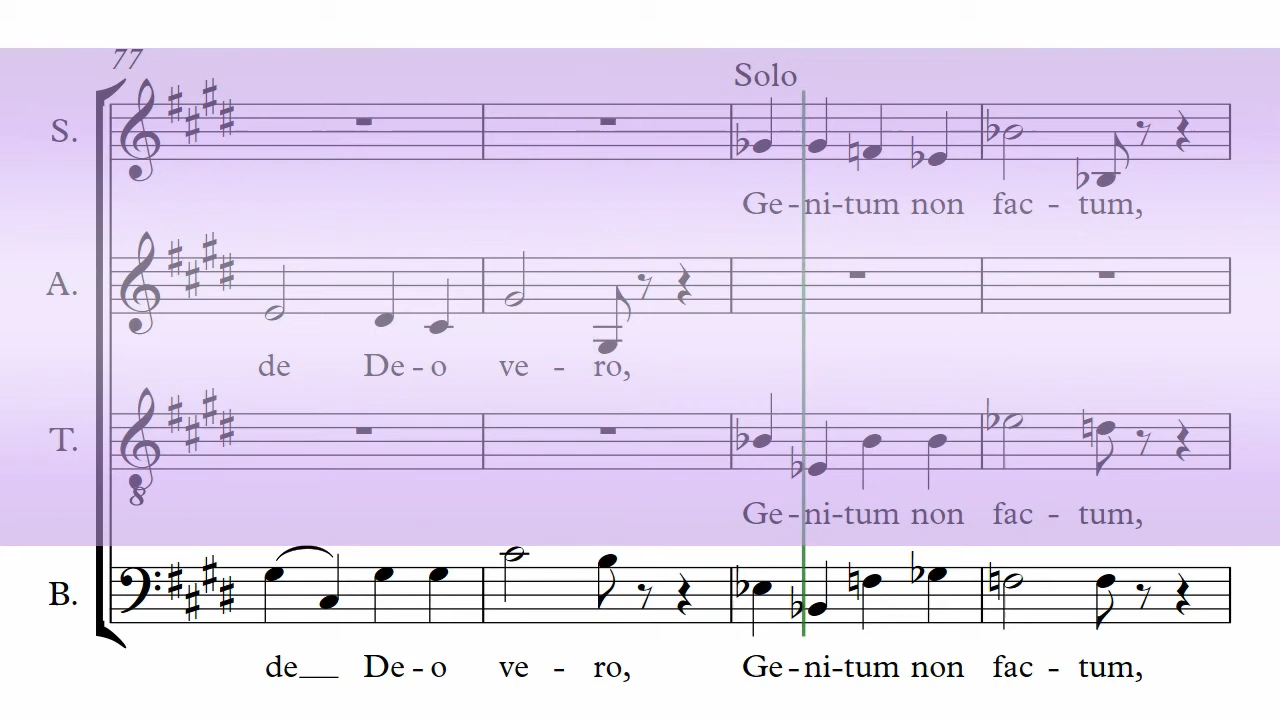 77
Solo
S.
Ge - ni-tum non fac - tum,
A.
de De - o ve - ro,
T.
8
Ge - ni-tum non fac - tum,
B.
de__ De - o ve - ro, Ge - ni-tum non fac - tum,